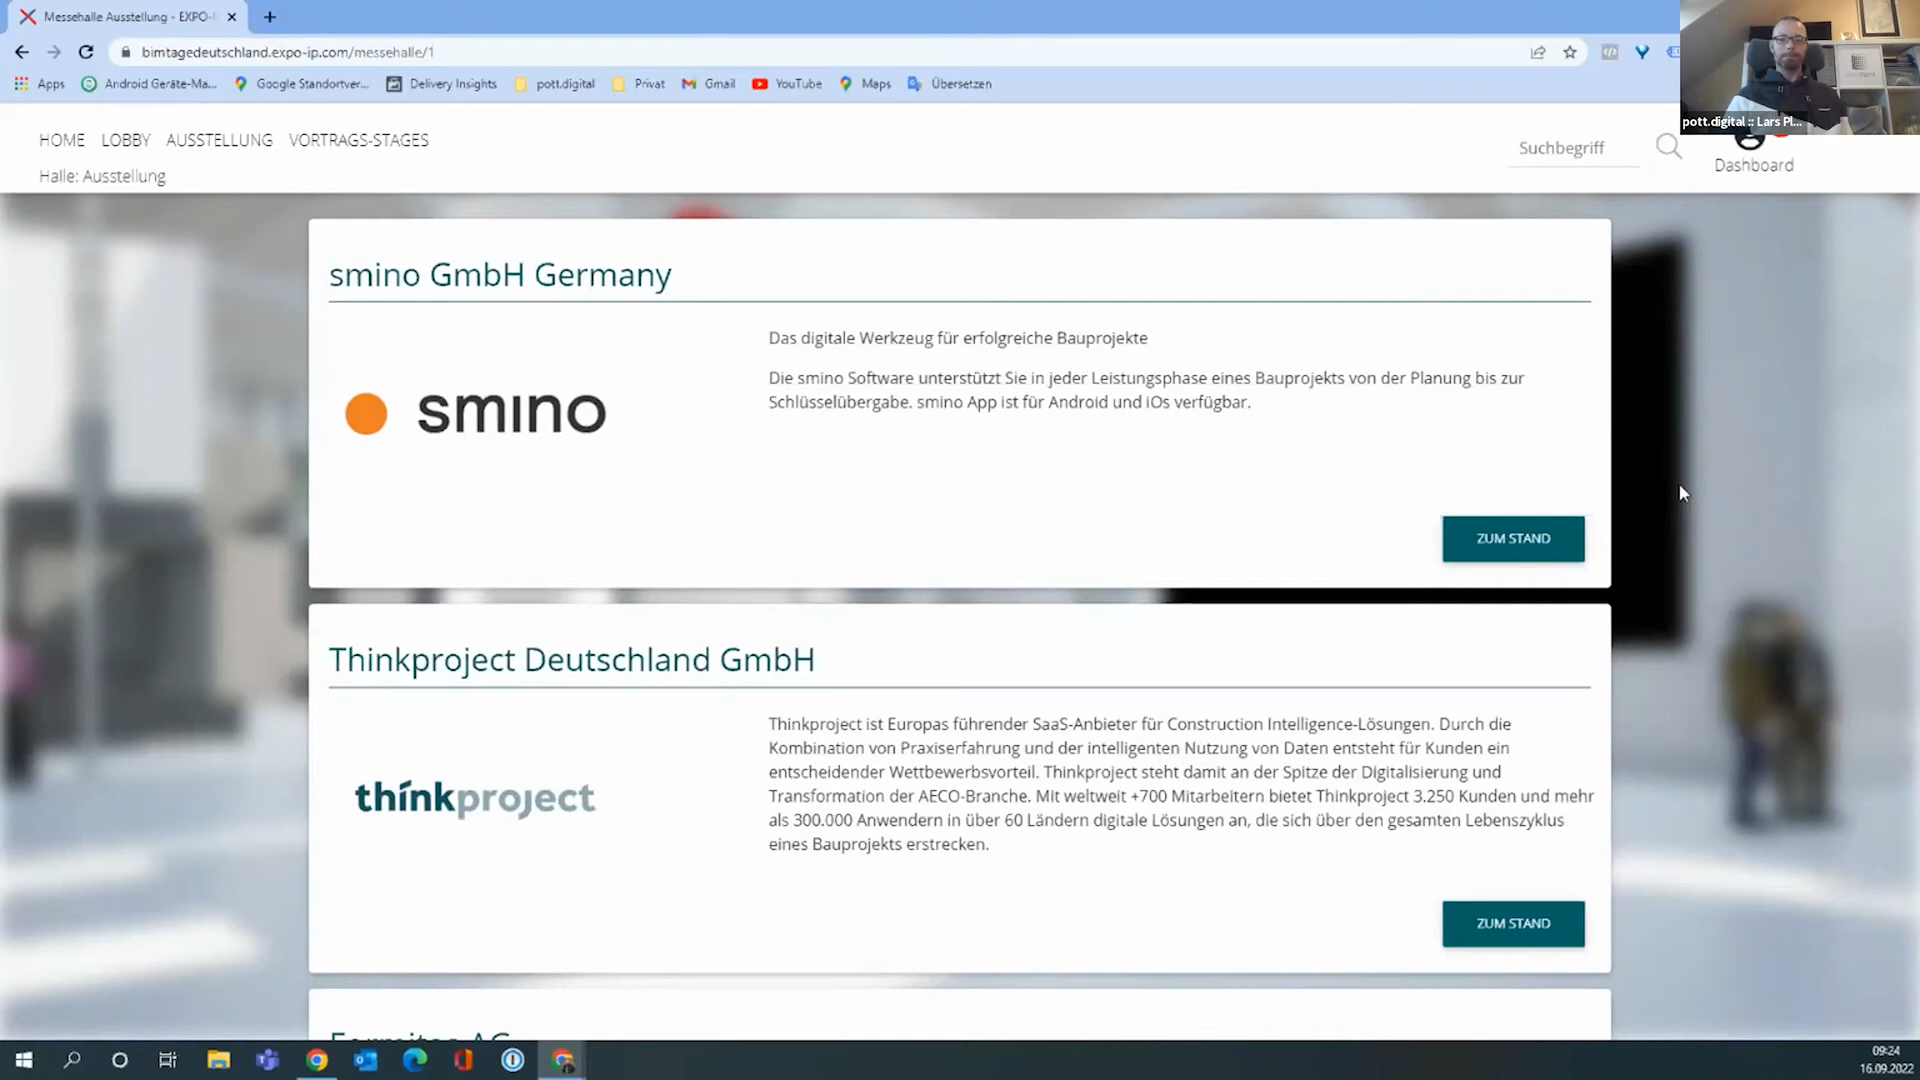 Messehalle Ausstellung - EXPO-
bimtagedeutschland.expo-ip.com/messehalle/1
Apps Android Geräte-Ma... Google Standortver... Delivery Insights pott.digital Privat Gmail YouTube Maps Übersetzen
pott.digital :: Lars Pl...
HOME LOBBY AUSSTELLUNG VORTRAGS-STAGES
Suchbegriff
Dashboard
Halle: Ausstellung
smino GmbH Germany
smino
Das digitale Werkzeug für erfolgreiche Bauprojekte
Die smino Software unterstützt Sie in jeder Leistungsphase eines Bauprojekts von der Planung bis zur
Schlüsselübergabe. smino App ist für Android und iOs verfügbar.
ZUM STAND
Thinkproject Deutschland GmbH
thinkproject
Thinkproject ist Europas führender SaaS-Anbieter für Construction Intelligence-Lösungen. Durch die
Kombination von Praxiserfahrung und der intelligenten Nutzung von Daten entsteht für Kunden ein
entscheidender Wettbewerbsvorteil. Thinkproject steht damit an der Spitze der Digitalisierung und
Transformation der AECO-Branche. Mit weltweit +700 Mitarbeitern bietet Thinkproject 3.250 Kunden und mehr
als 300.000 Anwendern in über 60 Ländern digitale Lösungen an, die sich über den gesamten Lebenszyklus
eines Bauprojekts erstrecken.
ZUM STAND
AG
09:24
16.09.2022